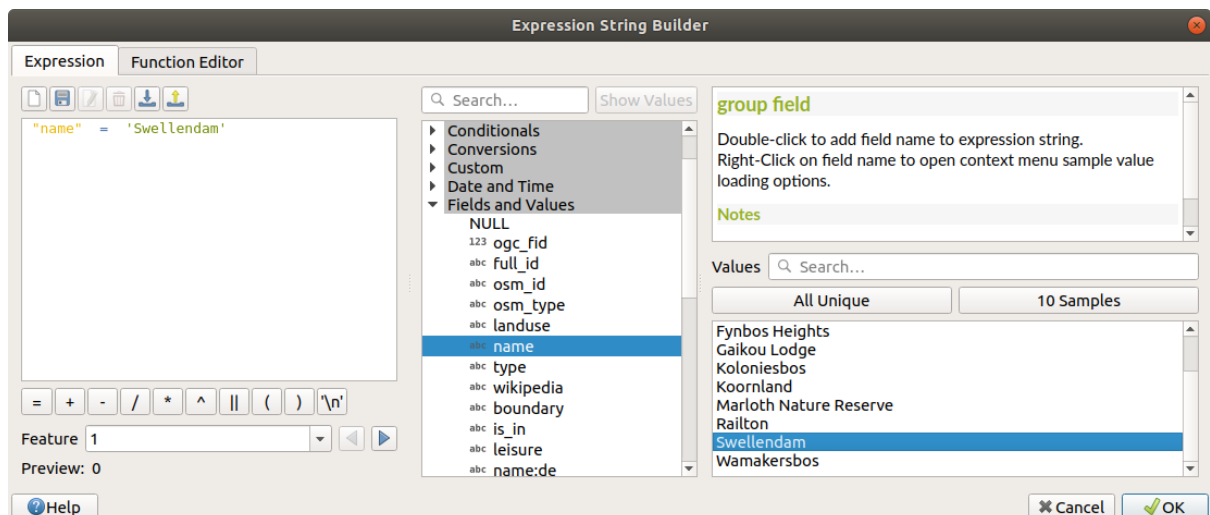 Expression String Builder
Expression
Function Editor
"name" = 'Swellendam'
= + - / * ^ || ( ) '\n'
Feature 1
Preview: 0
Help
Search...
Show Values
Conditionals
Conversions
Custom
Date and Time
Fields and Values
NULL
123 ogc_fid
abc full_id
abc osm_id
abc osm_type
abc landuse
abc name
abc type
abc wikipedia
abc boundary
abc is_in
abc leisure
abc name:de
group field
Double-click to add field name to expression string.
Right-Click on field name to open context menu sample value
loading options.
Notes
Values Search...
All Unique
10 Samples
Fynbos Heights
Gaikou Lodge
Koloniesbos
Koornland
Marloth Nature Reserve
Railton
Swellendam
Wamakersbos
Cancel
OK